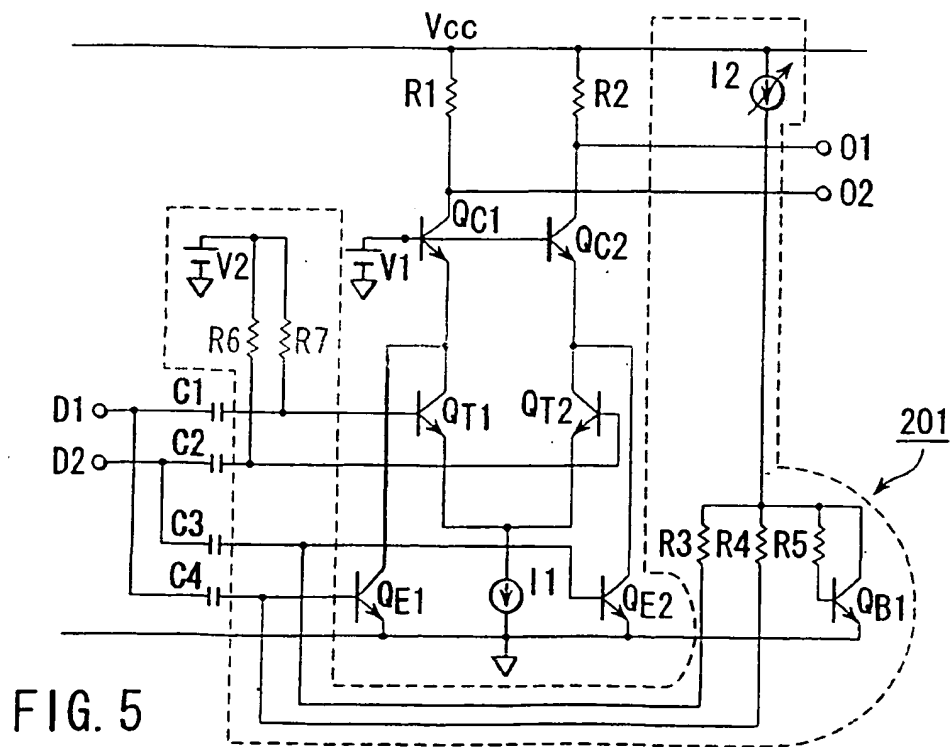 Vcc
R1
R2
I2
O1
O2
QC1
QC2
V2
V1
R6
R7
D1
C1
QT1
QT2
D2
C2
201
C3
R3
R4
R5
C4
QE1
I1
QE2
QB1
FIG. 5